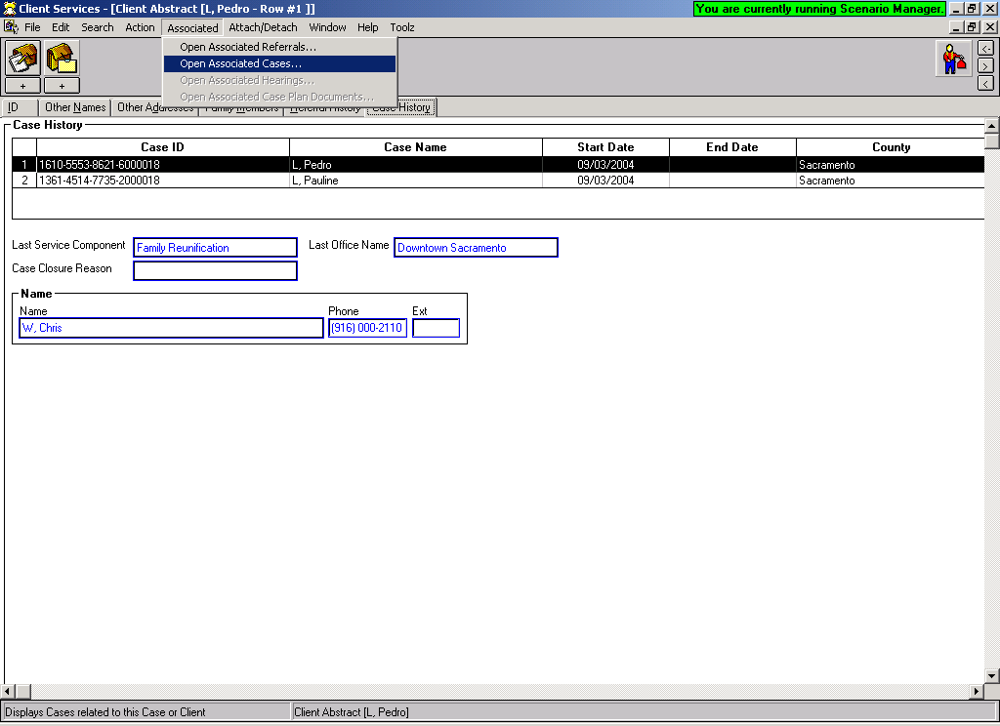 Client Services - [Client Abstract [L, Pedro - Row #1 ]]
You are currently running Scenario Manager.
File Edit Search Action Associated Attach/Detach Window Help Toolz
Open Associated Referrals...
Open Associated Cases...
Open Associated Hearings...
Open Associated Case Plan Documents...
+ +
ID Other Names Other Addresses Family Members Referral History Case History
Case History
Case ID Case Name Start Date End Date County
1 1610-5553-8621-6000018 L, Pedro 09/03/2004 Sacramento
2 1361-4514-7735-2000018 L, Pauline 09/03/2004 Sacramento
Last Service Component Family Reunification Last Office Name Downtown Sacramento
Case Closure Reason
Name
Name Phone Ext
W, Chris (916) 000-2110
Displays Cases related to this Case or Client Client Abstract [L, Pedro]